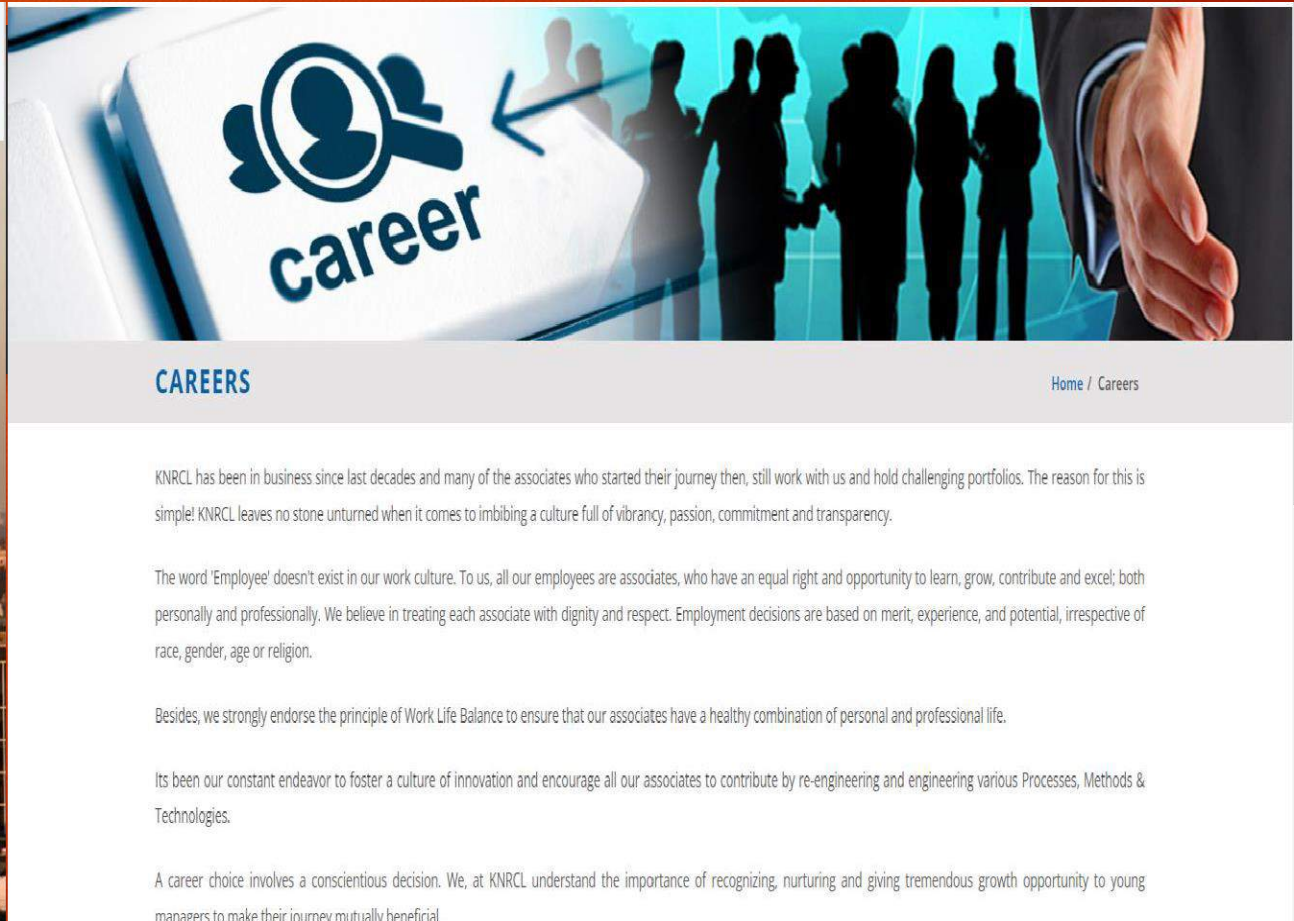 career
CAREERS
Home / Careers
KNRCL has been in business since last decades and many of the associates who started their journey then, still work with us and hold challenging portfolios. The reason for this is
simple! KNRCL leaves no stone unturned when it comes to imbibing a culture full of vibrancy, passion, commitment and transparency.
The word 'Employee' doesn't exist in our work culture. To us, all our employees are associates, who have an equal right and opportunity to learn, grow, contribute and excel; both
personally and professionally. We believe in treating each associate with dignity and respect. Employment decisions are based on merit, experience, and potential, irrespective of
race, gender, age or religion.
Besides, we strongly endorse the principle of Work Life Balance to ensure that our associates have a healthy combination of personal and professional life.
Its been our constant endeavor to foster a culture of innovation and encourage all our associates to contribute by re-engineering and engineering various Processes, Methods &
Technologies.
A career choice involves a conscientious decision. We, at KNRCL understand the importance of recognizing, nurturing and giving tremendous growth opportunity to young
managers to make their journey mutually beneficial